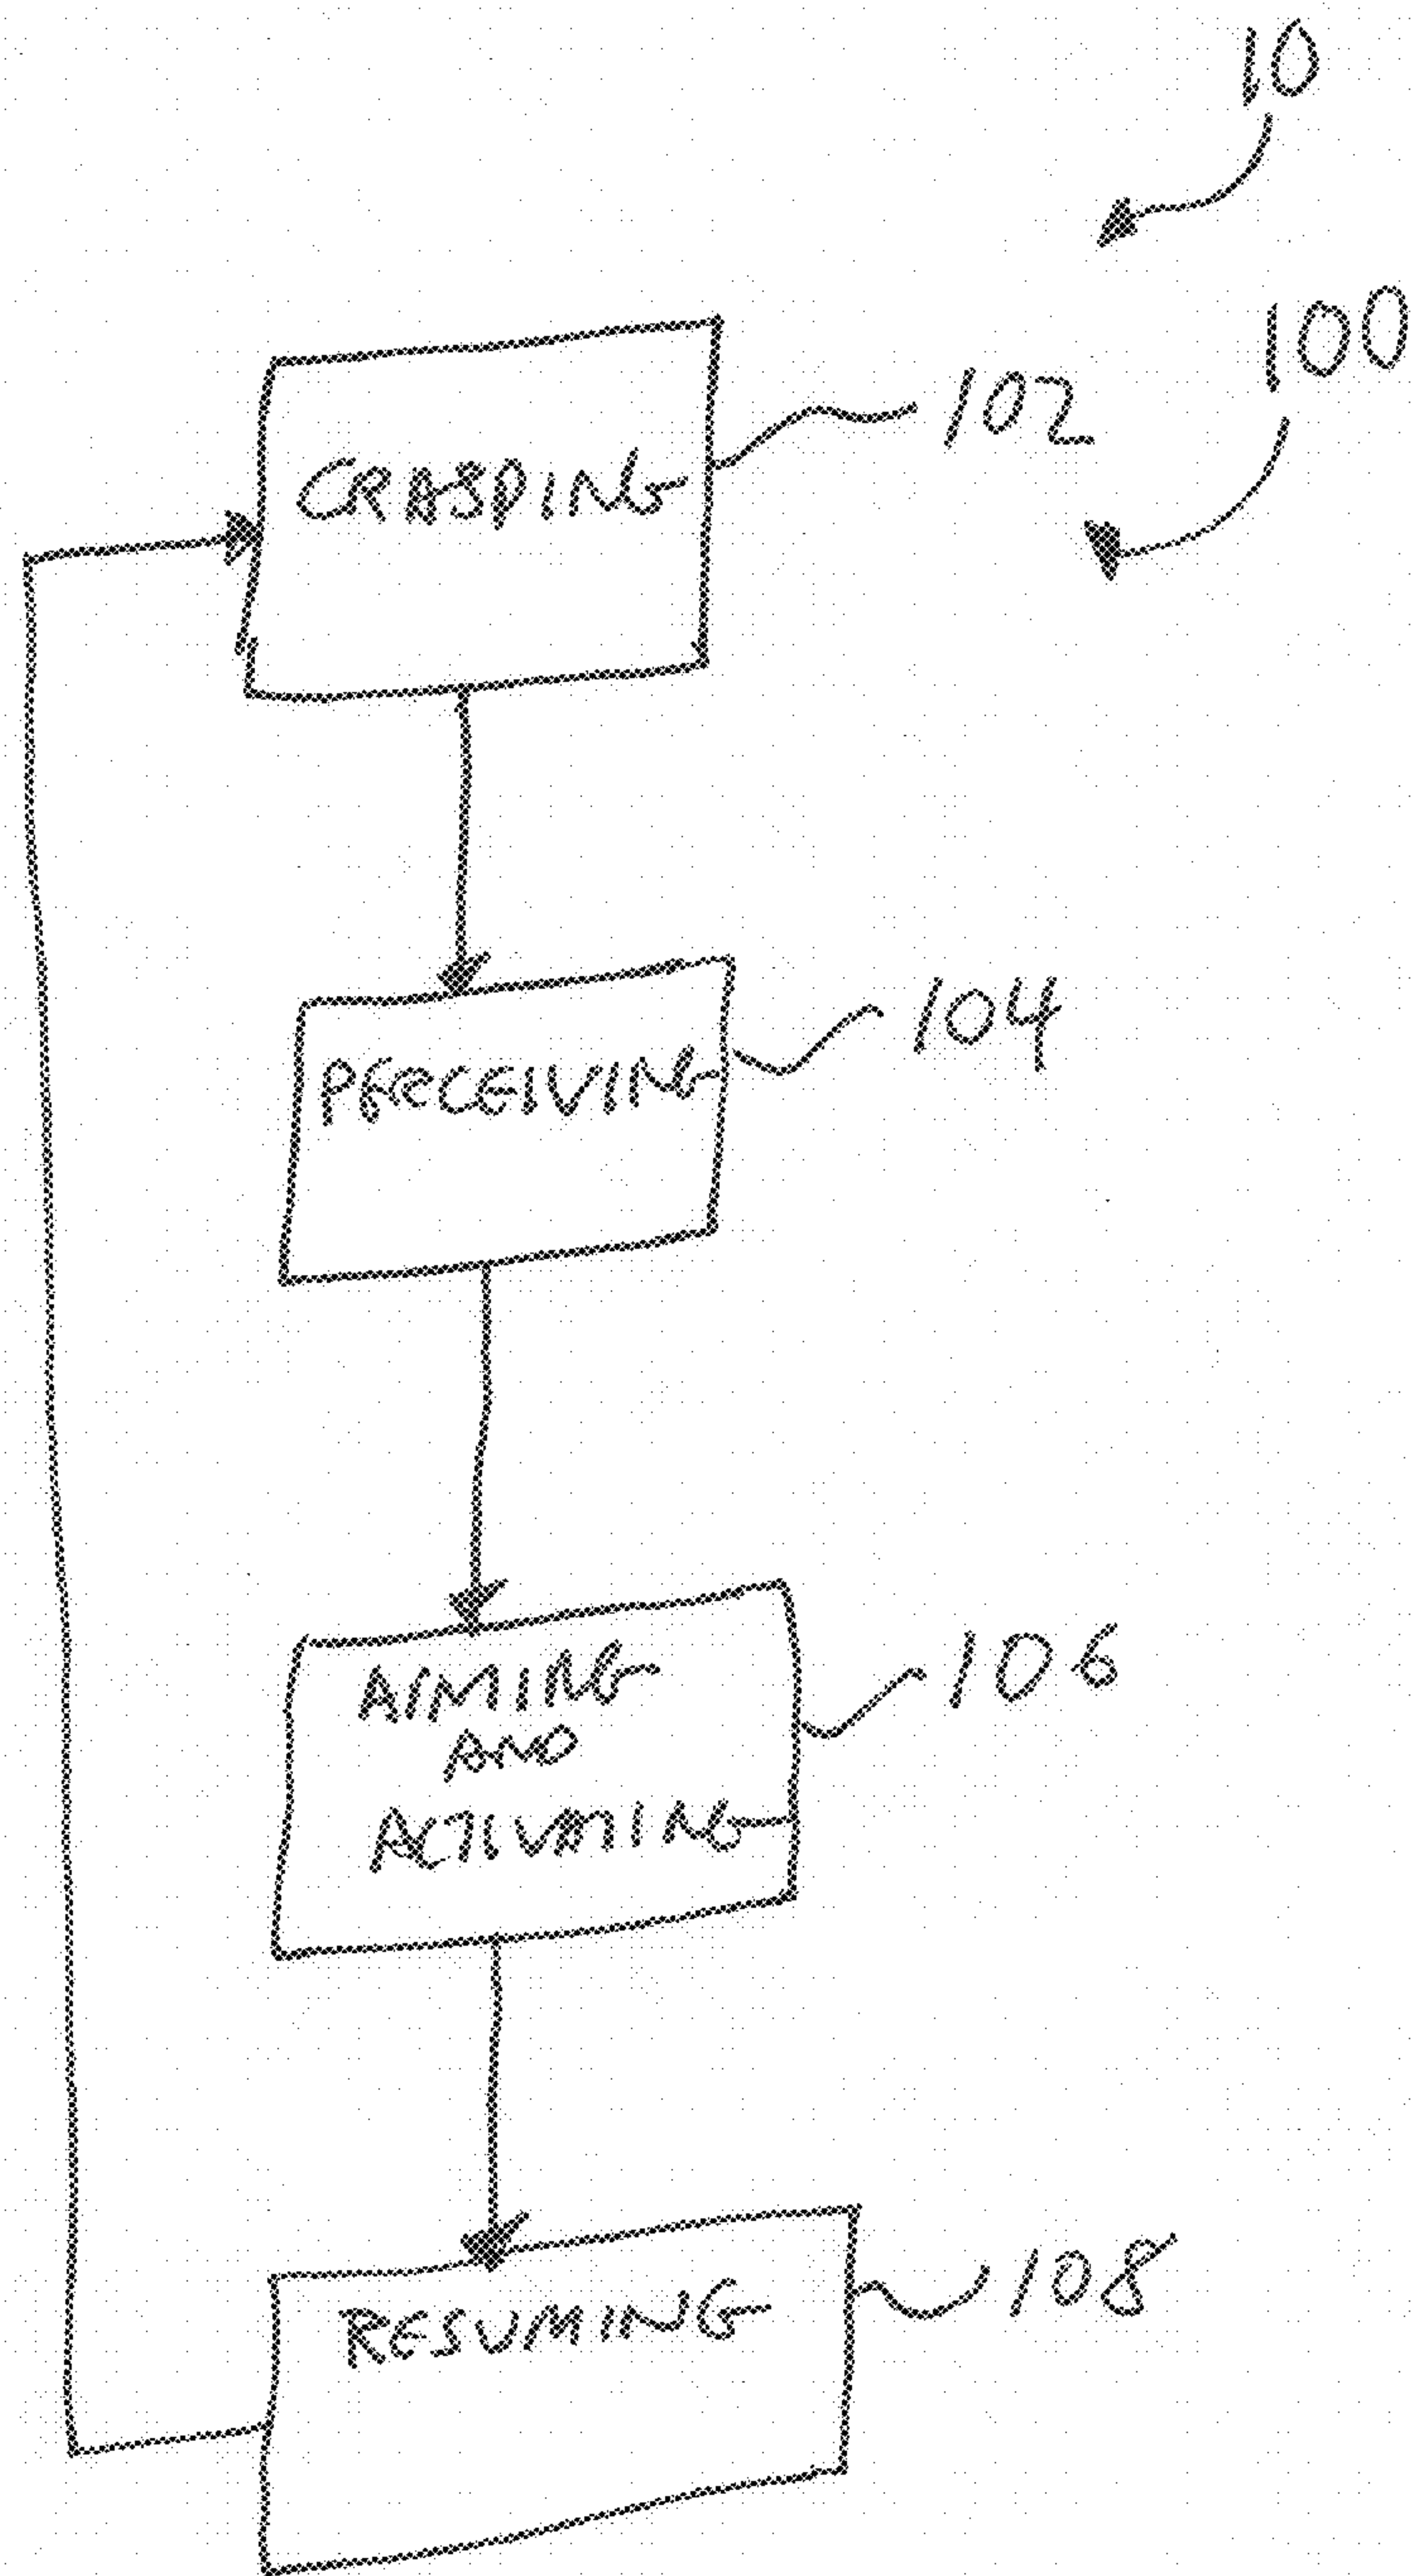 10
100
GRASPING
102
PERCEIVING
104
AIMING
AND
ACTIVATING
106
RESUMING
108